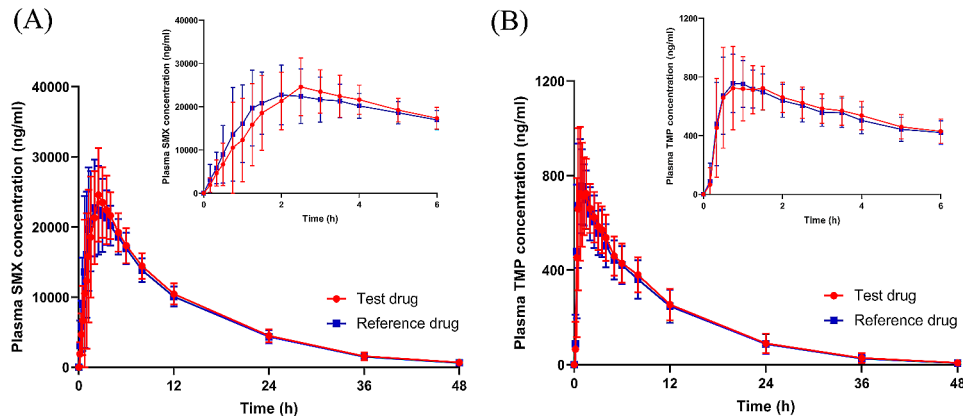 (A)
Plasma SMX concentration (ng/ml)
40000
30000
20000
10000
0
0 12 24 36 48
Time (h)
Test drug
Reference drug
Plasma SMX concentration (ng/ml)
40000
30000
20000
10000
0
0 2 4 6
Time (h)
(B)
Plasma TMP concentration (ng/ml)
1200
800
400
0
0 12 24 36 48
Time (h)
Test drug
Reference drug
Plasma TMP concentration (ng/ml)
1200
800
400
0
0 2 4 6
Time (h)